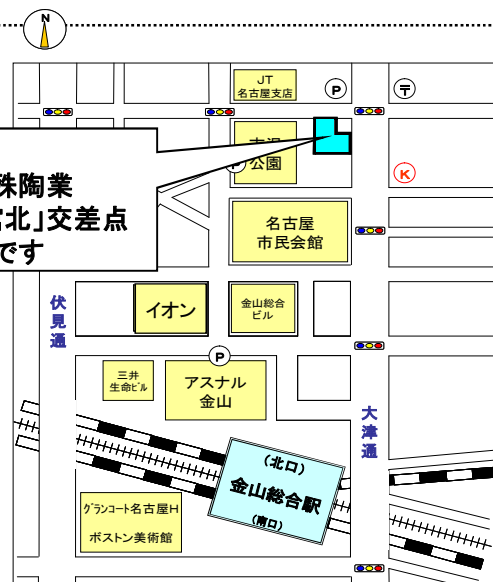 N
JT
名古屋支店
P
〒
公園
P
K
殊陶業
北」交差点
です
名古屋
市民会館
伏見通
イオン
金山総合
ビル
P
三井
生命ビル
アスナル
金山
大津通
(北口)
金山総合駅
(南口)
グランコート名古屋H
ボストン美術館